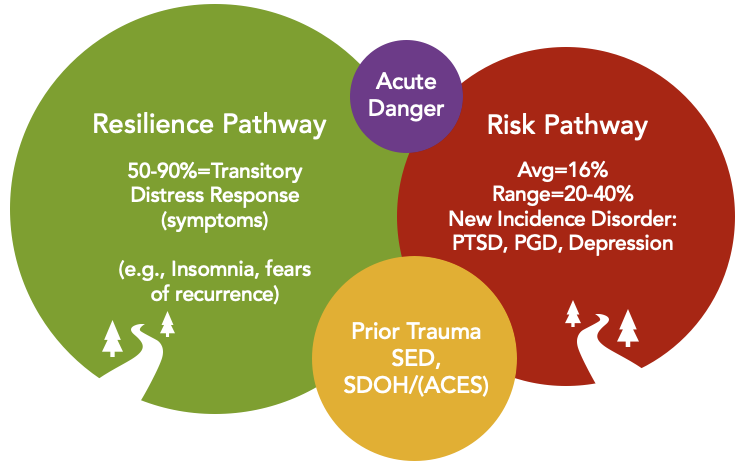 Resilience Pathway
50-90%=Transitory
Distress Response
(symptoms)
(e.g., Insomnia, fears
of recurrence)
Acute
Danger
Risk Pathway
Avg=16%
Range=20-40%
New Incidence Disorder:
PTSD, PGD, Depression
Prior Trauma
SED,
SDOH/(ACES)